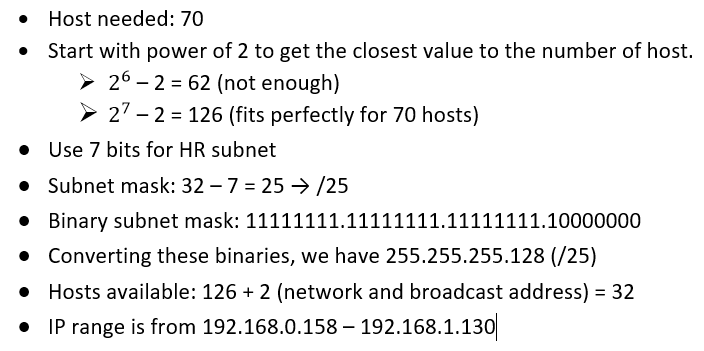 • Host needed: 70
• Start with power of 2 to get the closest value to the number of host.
➢ 2⁶ – 2 = 62 (not enough)
➢ 2⁷ – 2 = 126 (fits perfectly for 70 hosts)
• Use 7 bits for HR subnet
• Subnet mask: 32 – 7 = 25 → /25
• Binary subnet mask: 11111111.11111111.11111111.10000000
• Converting these binaries, we have 255.255.255.128 (/25)
• Hosts available: 126 + 2 (network and broadcast address) = 32
• IP range is from 192.168.0.158 – 192.168.1.130